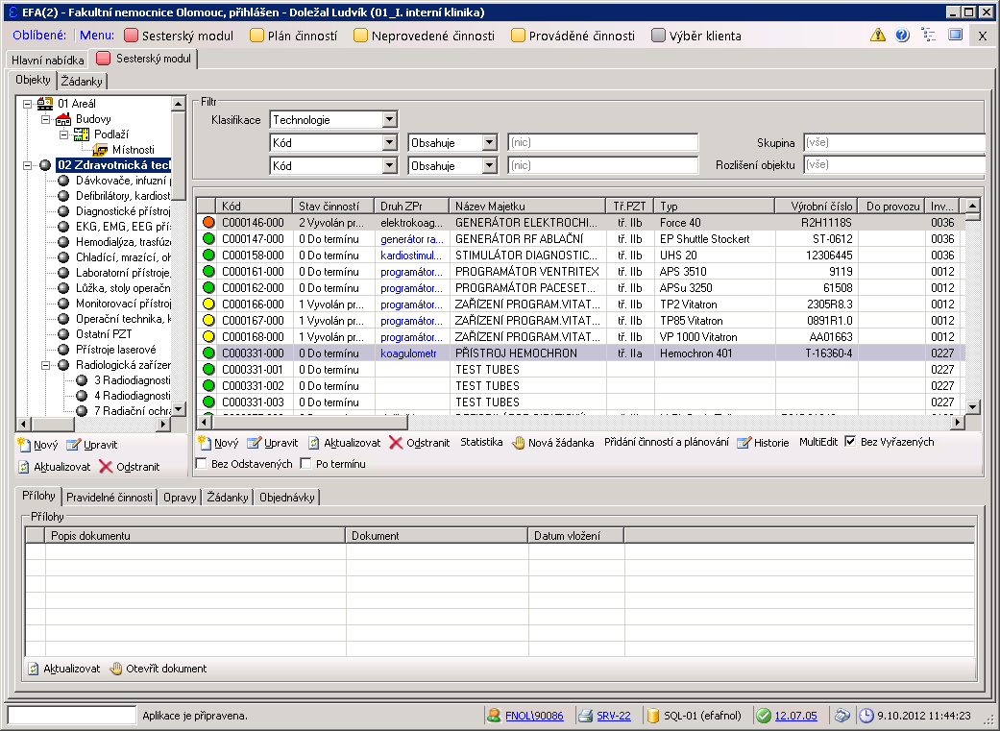 EFA(2) - Fakultní nemocnice Olomouc, přihlášen - Doležal Ludvík (01_I. interní klinika)
Oblíbené: Menu: Sesterský modul Plán činností Neprovedené činnosti Prováděné činnosti Výběr klienta X
Hlavní nabídka Sesterský modul
Objekty Žádanky
01 Areál
Budovy
Podlaží
Místnosti
02 Zdravotnická tech
Dávkovače, infuzní p
Defibrilátory, kardiost
Diagnostické přístroj
EKG, EMG, EEG pří
Hemodialýza, trasfúz
Chladící, mrazící, oh
Laboratorní přístroje,
Lůžka, stoly operačn
Monitorovací přístroj
Operační technika, k
Ostatní PZT
Přístroje laserové
Radiologická zařízen
3 Radiodiagnosti
4 Radiodiagnosti
7 Radiační ochra
Nový Upravit
Aktualizovat Odstranit
Filtr
Klasifikace Technologie
Kód Obsahuje (nic) Skupina (vše)
Kód Obsahuje (nic) Rozlišení objektu (vše)
Kód Stav činností Druh ZPr Název Majetku Tř.PZT Typ Výrobní číslo Do provozu Inv...
C000146-000 2 Vyvolán pr... elektrokoag... GENERÁTOR ELEKTROCHI... tř. IIb Force 40 R2H1118S 0036
C000147-000 0 Do termínu generátor ra... GENERÁTOR RF ABLAČNÍ tř. IIb EP Shuttle Stockert ST-0612 0036
C000158-000 0 Do termínu kardiostimul... STIMULÁTOR DIAGNOSTIC... tř. IIb UHS 20 12306445 0036
C000161-000 0 Do termínu programátor... PROGRAMÁTOR VENTRITEX tř. IIb APS 3510 9119 0012
C000162-000 0 Do termínu programátor... PROGRAMÁTOR PACESET... tř. IIb APSu 3250 61508 0012
C000166-000 1 Vyvolán pr... programátor... ZAŘÍZENÍ PROGRAM.VITAT... tř. IIb TP2 Vitatron 2305R8.3 0012
C000167-000 1 Vyvolán pr... programátor... ZAŘÍZENÍ PROGRAM.VITAT... tř. IIb TP85 Vitatron 0891R1.0 0012
C000168-000 1 Vyvolán pr... programátor... ZAŘÍZENÍ PROGRAM.VITAT... tř. IIb VP 1000 Vitatron AA01663 0012
C000331-000 0 Do termínu koagulometr PŘÍSTROJ HEMOCHRON tř. IIa Hemochron 401 T-16360-4 0227
C000331-001 0 Do termínu TEST TUBES 0227
C000331-002 0 Do termínu TEST TUBES 0227
C000331-003 0 Do termínu TEST TUBES 0227
Nový Upravit Aktualizovat Odstranit Statistika Nová žádanka Přidání činností a plánování Historie MultiEdit Bez Vyřazených
Bez Odstavených Po termínu
Přílohy Pravidelné činnosti Opravy Žádanky Objednávky
Přílohy
Popis dokumentu Dokument Datum vložení
Aktualizovat Otevřít dokument
Aplikace je připravena. FNOL\90086 SRV-22 SQL-01 (efafnol) 12.07.05 9.10.2012 11:44:23